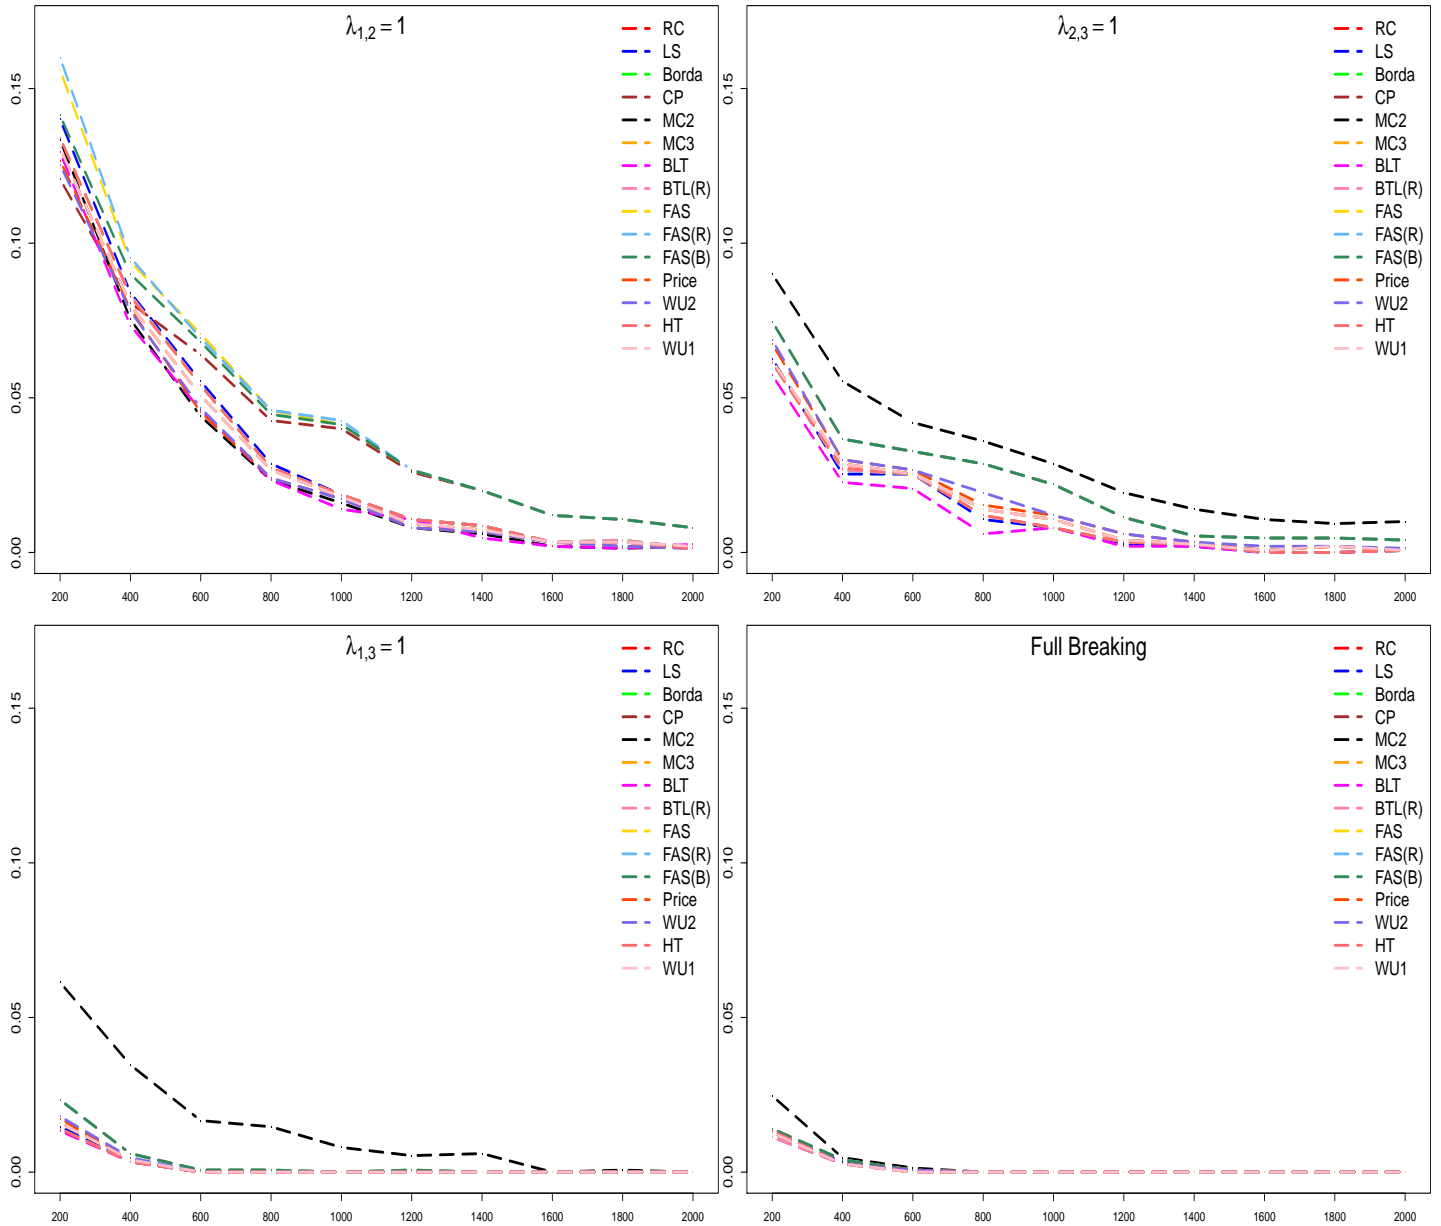 λ1,2 = 1
RC
LS
Borda
CP
MC2
MC3
BLT
BTL(R)
FAS
FAS(R)
FAS(B)
Price
WU2
HT
WU1
0.15
0.10
0.05
0.00
200 400 600 800 1000 1200 1400 1600 1800 2000
λ2,3 = 1
RC
LS
Borda
CP
MC2
MC3
BLT
BTL(R)
FAS
FAS(R)
FAS(B)
Price
WU2
HT
WU1
0.15
0.10
0.05
0.00
200 400 600 800 1000 1200 1400 1600 1800 2000
λ1,3 = 1
RC
LS
Borda
CP
MC2
MC3
BLT
BTL(R)
FAS
FAS(R)
FAS(B)
Price
WU2
HT
WU1
0.15
0.10
0.05
0.00
200 400 600 800 1000 1200 1400 1600 1800 2000
Full Breaking
RC
LS
Borda
CP
MC2
MC3
BLT
BTL(R)
FAS
FAS(R)
FAS(B)
Price
WU2
HT
WU1
0.15
0.10
0.05
0.00
200 400 600 800 1000 1200 1400 1600 1800 2000